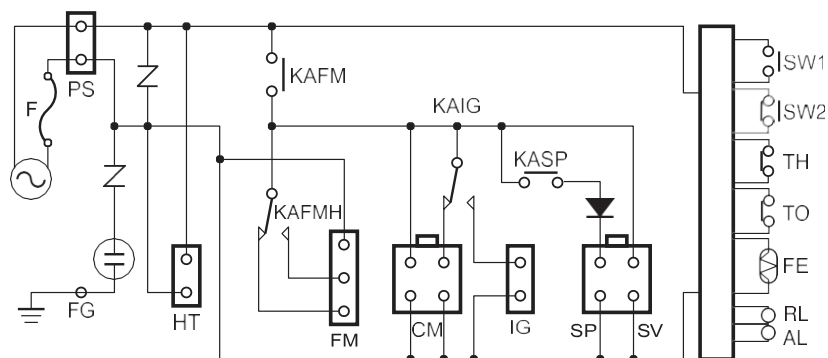 KAFM
SW1
F
PS
KAIG
SW2
KASP
TH
KAFMH
TO
FE
FG
HT
FM
CM
IG
SP
SV
RL
AL